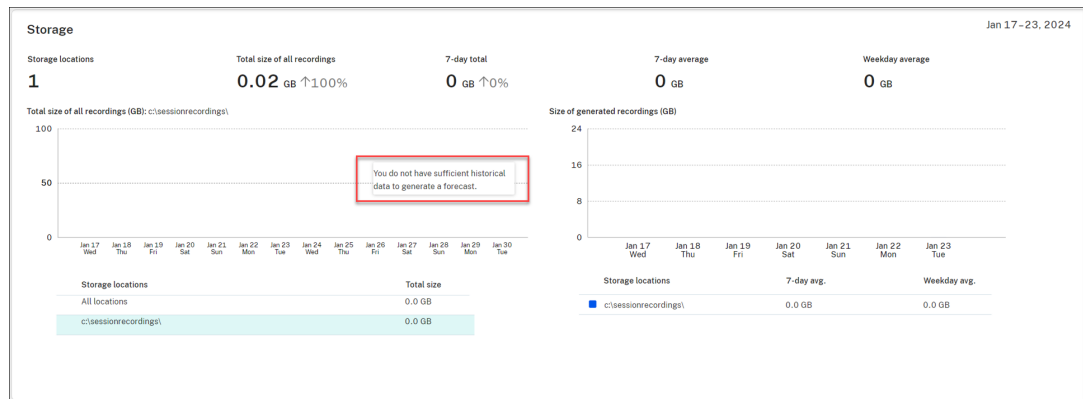 Storage
Jan 17–23, 2024
Storage locations
Total size of all recordings
7-day total
7-day average
Weekday average
1
0.02 GB ↑100%
0 GB ↑0%
0 GB
0 GB
Total size of all recordings (GB): c:\sessionrecordings\
100
50
0
You do not have sufficient historical
data to generate a forecast.
Jan 17 Jan 18 Jan 19 Jan 20 Jan 21 Jan 22 Jan 23 Jan 24 Jan 25 Jan 26 Jan 27 Jan 28 Jan 29 Jan 30
Wed Thu Fri Sat Sun Mon Tue Wed Thu Fri Sat Sun Mon Tue
Storage locations Total size
All locations 0.0 GB
c:\sessionrecordings\ 0.0 GB
Size of generated recordings (GB)
24
16
8
0
Jan 17 Jan 18 Jan 19 Jan 20 Jan 21 Jan 22 Jan 23
Wed Thu Fri Sat Sun Mon Tue
Storage locations 7-day avg. Weekday avg.
c:\sessionrecordings\ 0.0 GB 0.0 GB